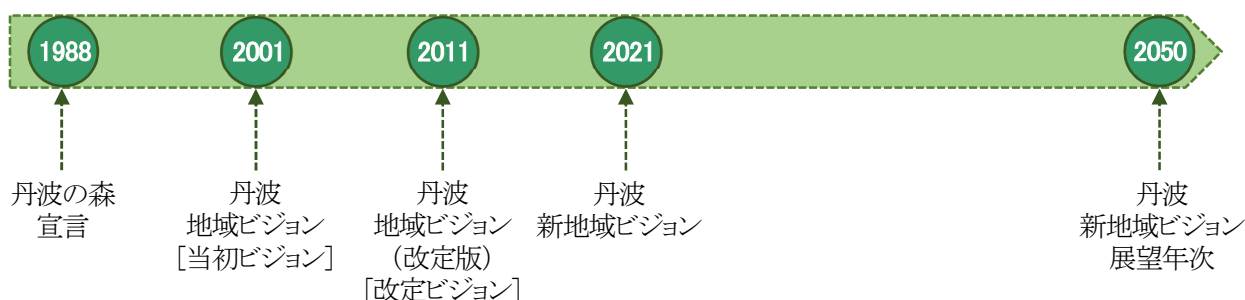 1988
2001
2011
2021
2050
丹波の森
宣言
丹波
地域ビジョン
[当初ビジョン]
丹波
地域ビジョン
(改定版)
[改定ビジョン]
丹波
新地域ビジョン
丹波
新地域ビジョン
展望年次